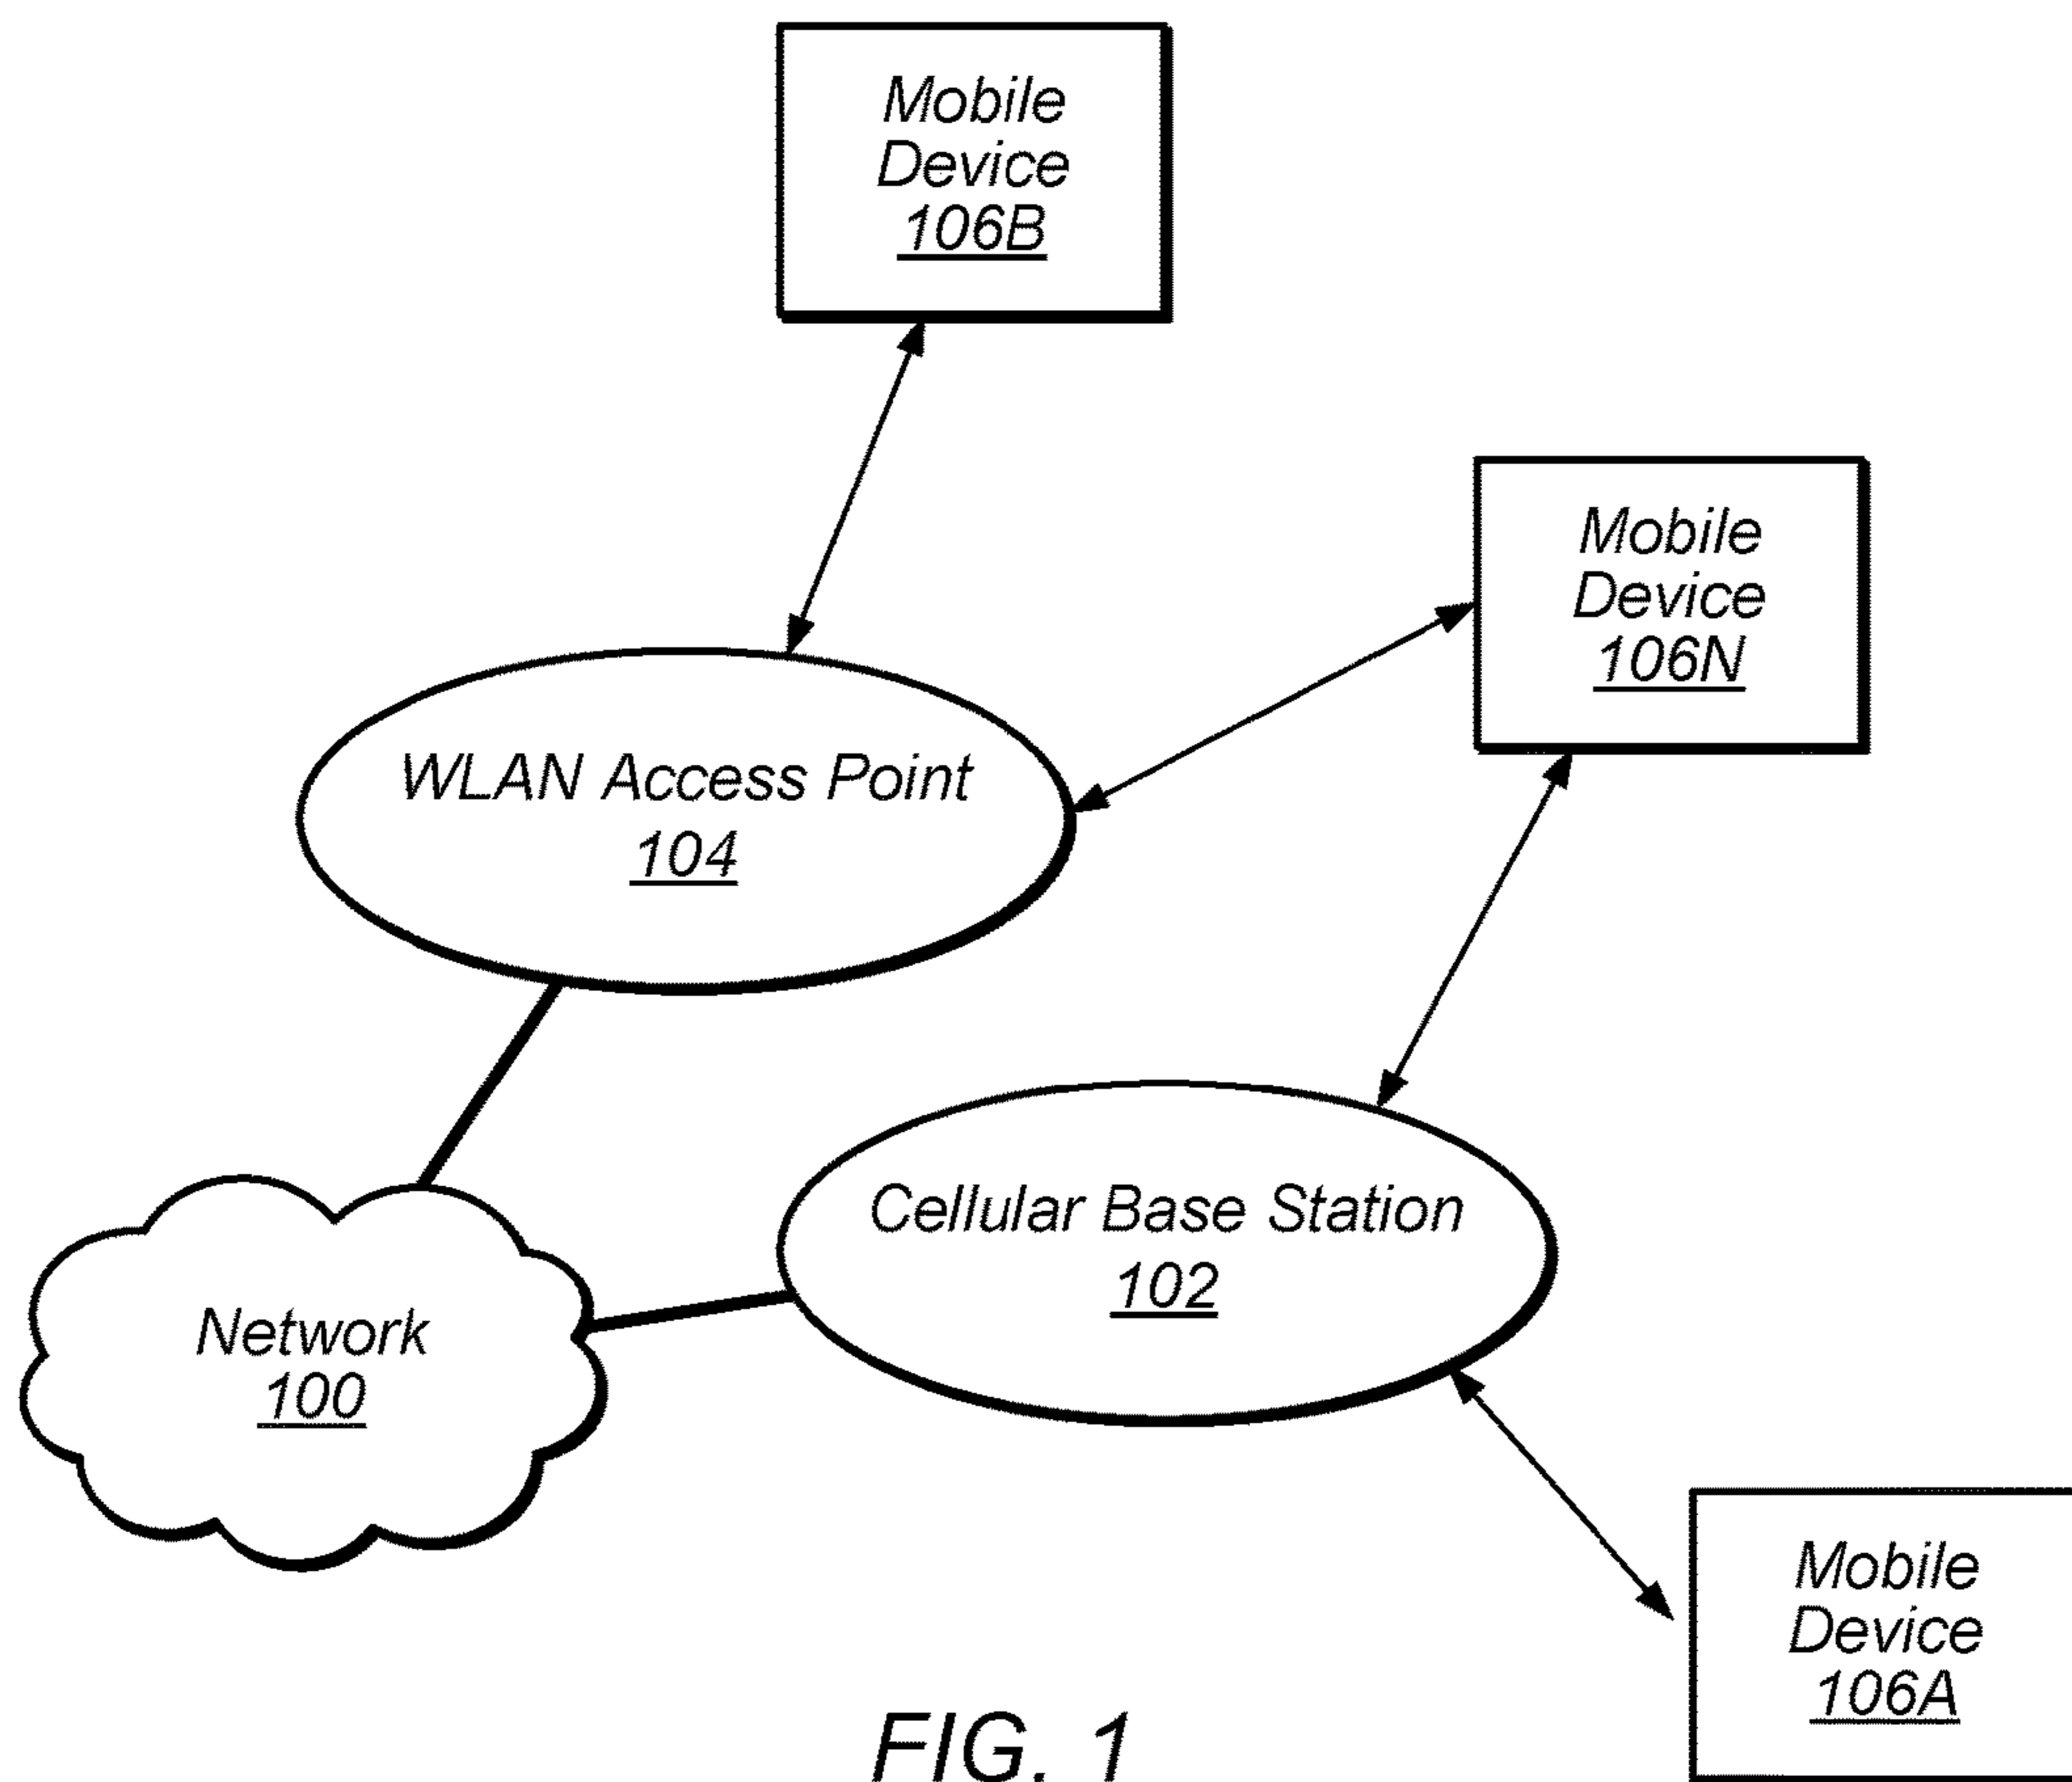 Mobile
Device
106B
Mobile
Device
106N
WLAN Access Point
104
Cellular Base Station
102
Network
100
Mobile
Device
106A
FIG. 1